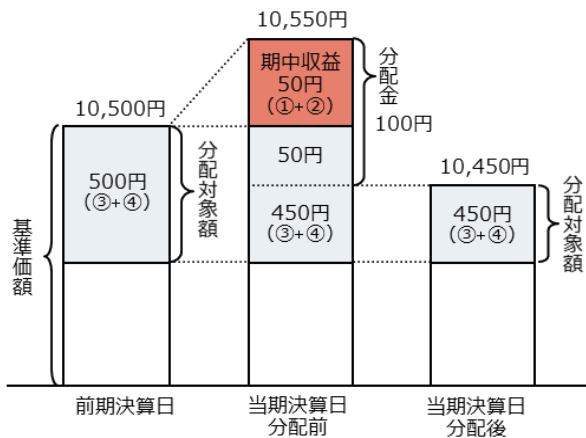 10,550円
期中収益
50円
(①+②)
分配金
100円
10,500円
500円
(③+④)
分配対象額
50円
450円
(③+④)
10,450円
450円
(③+④)
分配対象額
基準価額
前期決算日
当期決算日
分配前
当期決算日
分配後